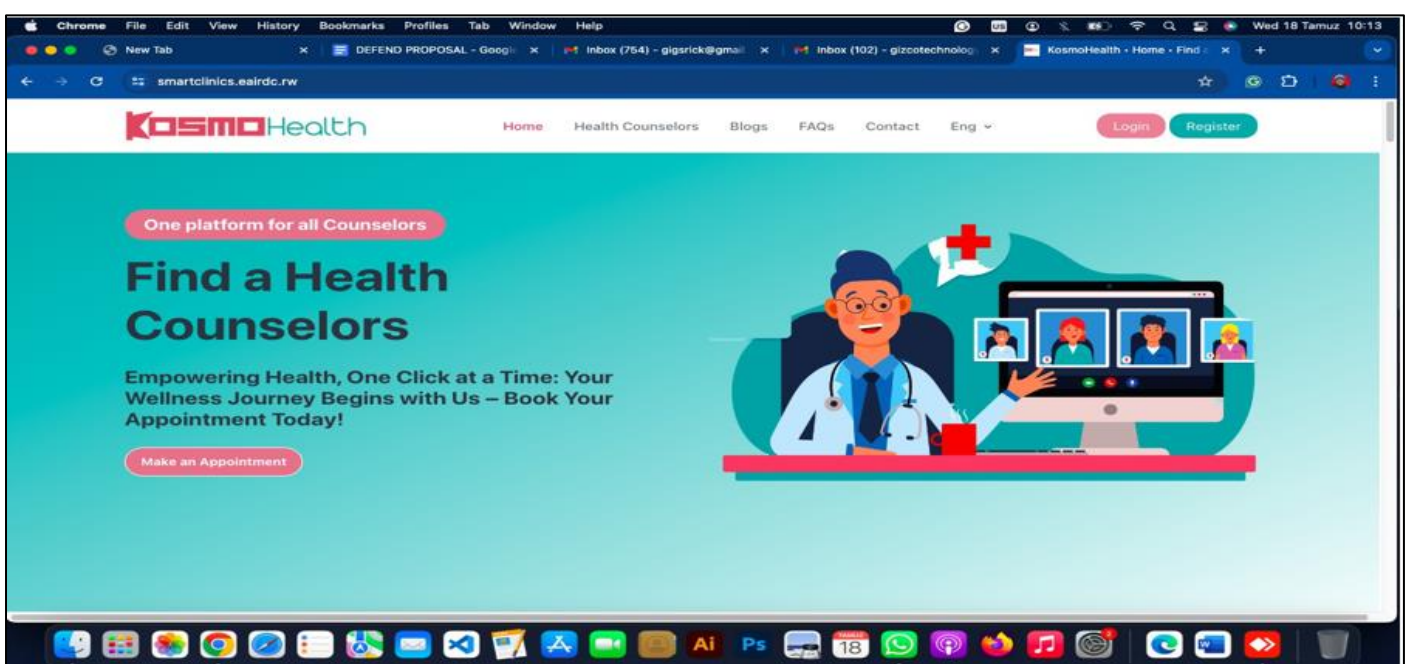 Chrome File Edit View History Bookmarks Profiles Tab Window Help US Wed 18 Tamuz 10:13
New Tab DEFEND PROPOSAL - Googl Inbox (754) - gigsrick@gmail Inbox (102) - gizcotechnolog KosmoHealth - Home - Find a
smartclinics.eairdc.rw
KosmoHealth Home Health Counselors Blogs FAQs Contact Eng Login Register
One platform for all Counselors
Find a Health
Counselors
Empowering Health, One Click at a Time: Your
Wellness Journey Begins with Us – Book Your
Appointment Today!
Make an Appointment
Ai Ps TAMUZ 18